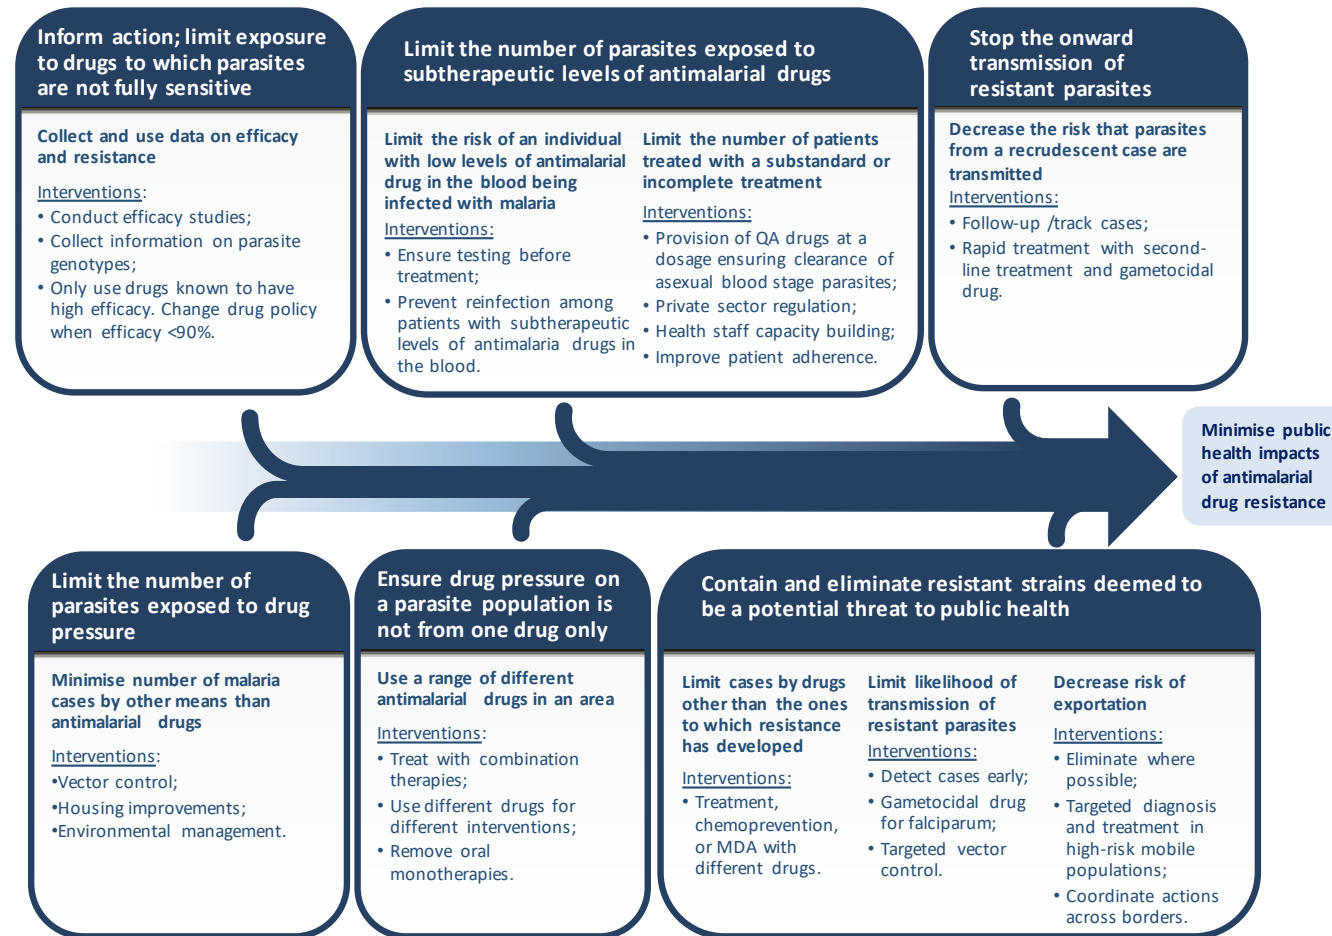 Inform action; limit exposure
to drugs to which parasites
are not fully sensitive
Collect and use data on efficacy
and resistance
Interventions:
• Conduct efficacy studies;
• Collect information on parasite
genotypes;
• Only use drugs known to have
high efficacy. Change drug policy
when efficacy <90%.
Limit the number of parasites exposed to
subtherapeutic levels of antimalarial drugs
Limit the risk of an individual
with low levels of antimalarial
drug in the blood being
infected with malaria
Interventions:
• Ensure testing before
treatment;
• Prevent reinfection among
patients with subtherapeutic
levels of antimalaria drugs in
the blood.
Limit the number of patients
treated with a substandard or
incomplete treatment
Interventions:
• Provision of QA drugs at a
dosage ensuring clearance of
asexual blood stage parasites;
• Private sector regulation;
• Health staff capacity building;
• Improve patient adherence.
Stop the onward
transmission of
resistant parasites
Decrease the risk that parasites
from a recrudescent case are
transmitted
Interventions:
• Follow-up /track cases;
• Rapid treatment with second-
line treatment and gametocidal
drug.
Minimise public
health impacts
of antimalarial
drug resistance
Limit the number of
parasites exposed to drug
pressure
Minimise number of malaria
cases by other means than
antimalarial drugs
Interventions:
•Vector control;
•Housing improvements;
•Environmental management.
Ensure drug pressure on
a parasite population is
not from one drug only
Use a range of different
antimalarial drugs in an area
Interventions:
• Treat with combination
therapies;
• Use different drugs for
different interventions;
• Remove oral
monotherapies.
Contain and eliminate resistant strains deemed to
be a potential threat to public health
Limit cases by drugs
other than the ones
to which resistance
has developed
Interventions:
• Treatment,
chemoprevention,
or MDA with
different drugs.
Limit likelihood of
transmission of
resistant parasites
Interventions:
• Detect cases early;
• Gametocidal drug
for falciparum;
• Targeted vector
control.
Decrease risk of
exportation
Interventions:
• Eliminate where
possible;
• Targeted diagnosis
and treatment in
high-risk mobile
populations;
• Coordinate actions
across borders.